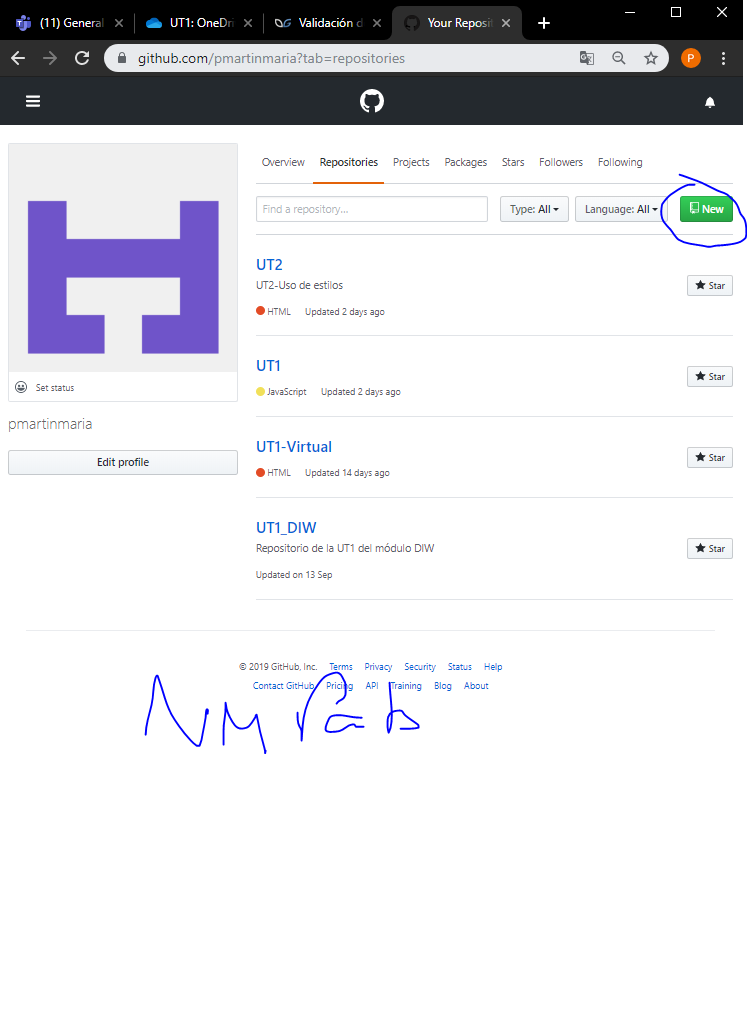 (11) General
UT1: OneDri
Validación d
Your Reposit
github.com/pmartinmaria?tab=repositories
P
Overview Repositories Projects Packages Stars Followers Following
Find a repository...
Type: All
Language: All
New
UT2
UT2-Uso de estilos
HTML Updated 2 days ago
Star
UT1
JavaScript Updated 2 days ago
Star
UT1-Virtual
HTML Updated 14 days ago
Star
UT1_DIW
Repositorio de la UT1 del módulo DIW
Updated on 13 Sep
Star
Set status
pmartinmaria
Edit profile
© 2019 GitHub, Inc. Terms Privacy Security Status Help
Contact GitHub Pricing API Training Blog About